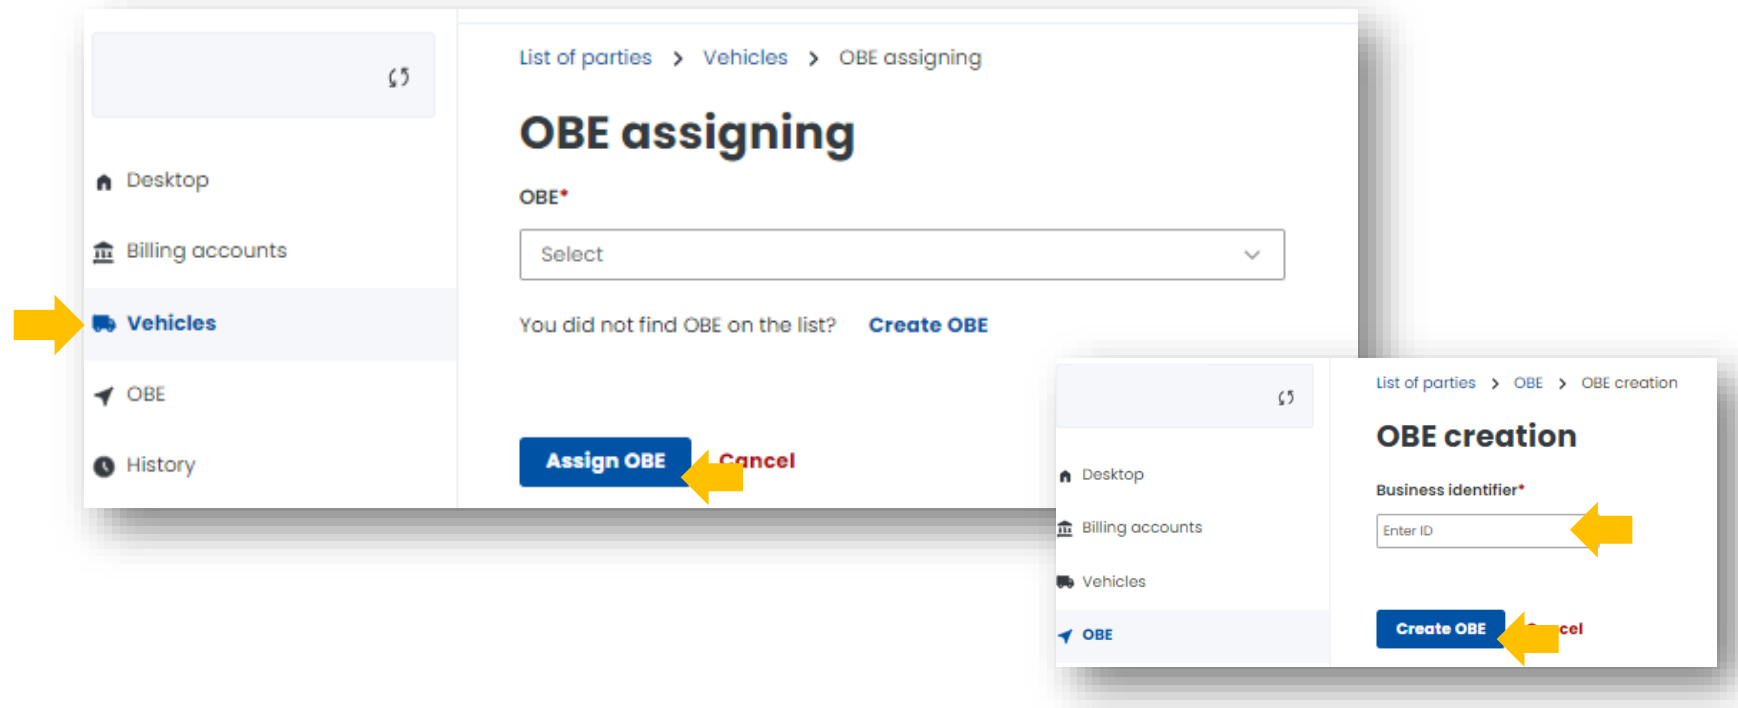 List of parties > Vehicles > OBE assigning
OBE assigning
Desktop
OBE*
Billing accounts
Select
Vehicles
You did not find OBE on the list? Create OBE
OBE
History
Assign OBE Cancel
List of parties > OBE > OBE creation
OBE creation
Desktop
Business identifier*
Billing accounts
Enter ID
Vehicles
OBE
Create OBE Cancel